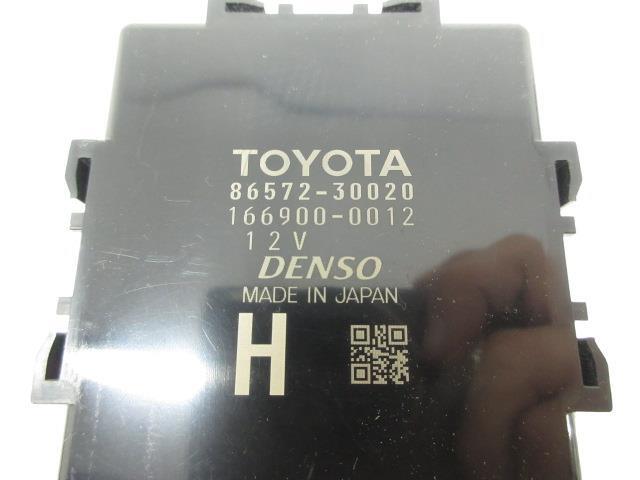 TOYOTA
86572-30020
166900-0012
12V
DENSO
MADE IN JAPAN
H